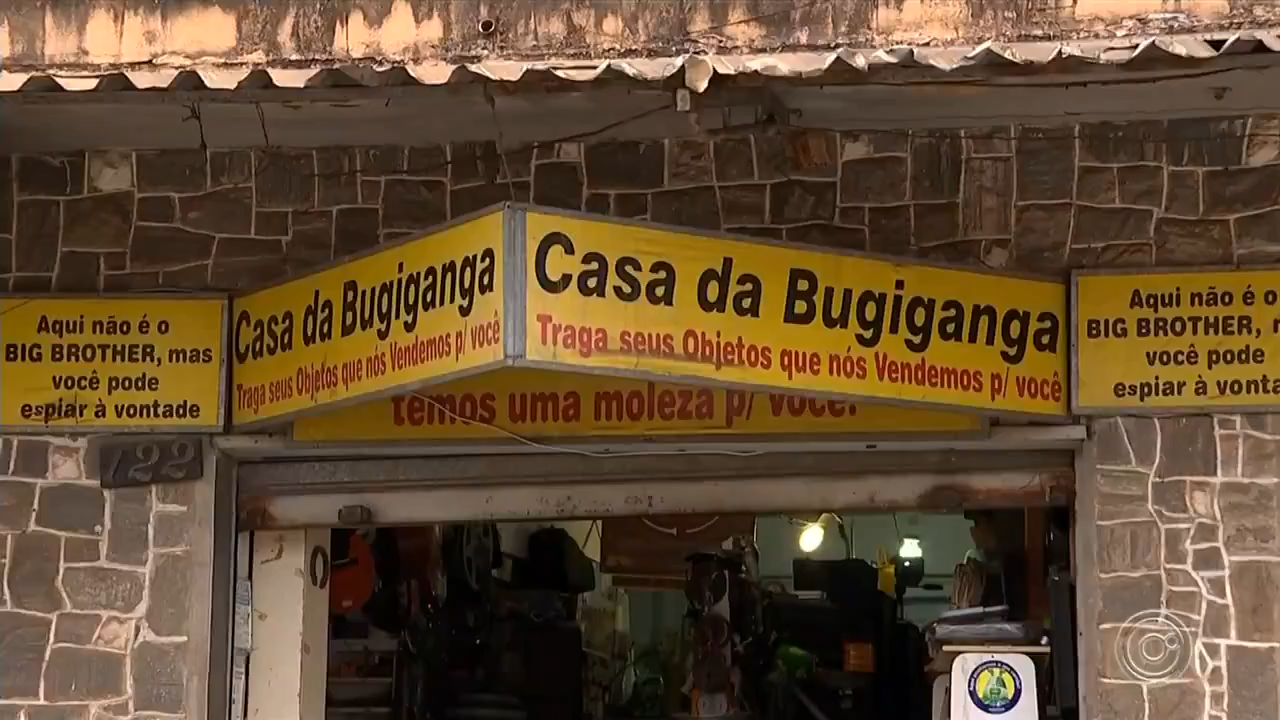 Aqui não é o
BIG BROTHER, mas
você pode
espiar à vontade
Casa da Bugiganga
Traga seus Objetos que nós Vendemos p/ você
Casa da Bugiganga
Traga seus Objetos que nós Vendemos p/ você
temos uma moleza p/ você!
Aqui não é o
BIG BROTHER,
você pode
espiar à vonta
122